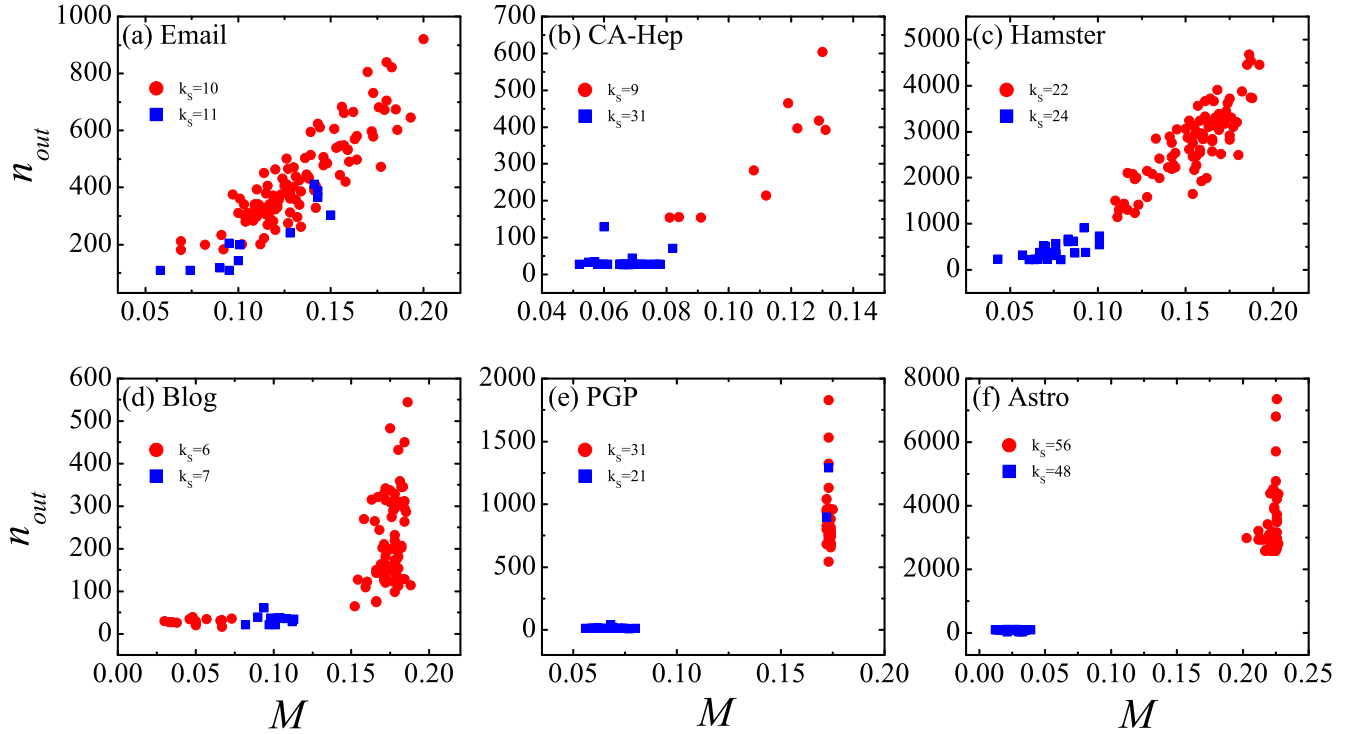 (a) Email
k_S=10
k_S=11
n_out
0
200
400
600
800
1000
0.05
0.10
0.15
0.20
(b) CA-Hep
k_S=9
k_S=31
0
100
200
300
400
500
600
700
0.04
0.06
0.08
0.10
0.12
0.14
(c) Hamster
k_S=22
k_S=24
0
1000
2000
3000
4000
5000
0.05
0.10
0.15
0.20
(d) Blog
k_S=6
k_S=7
n_out
0
100
200
300
400
500
600
0.00
0.05
0.10
0.15
0.20
M
(e) PGP
k_S=31
k_S=21
0
500
1000
1500
2000
0.05
0.10
0.15
0.20
M
(f) Astro
k_S=56
k_S=48
0
2000
4000
6000
8000
0.00
0.05
0.10
0.15
0.20
0.25
M